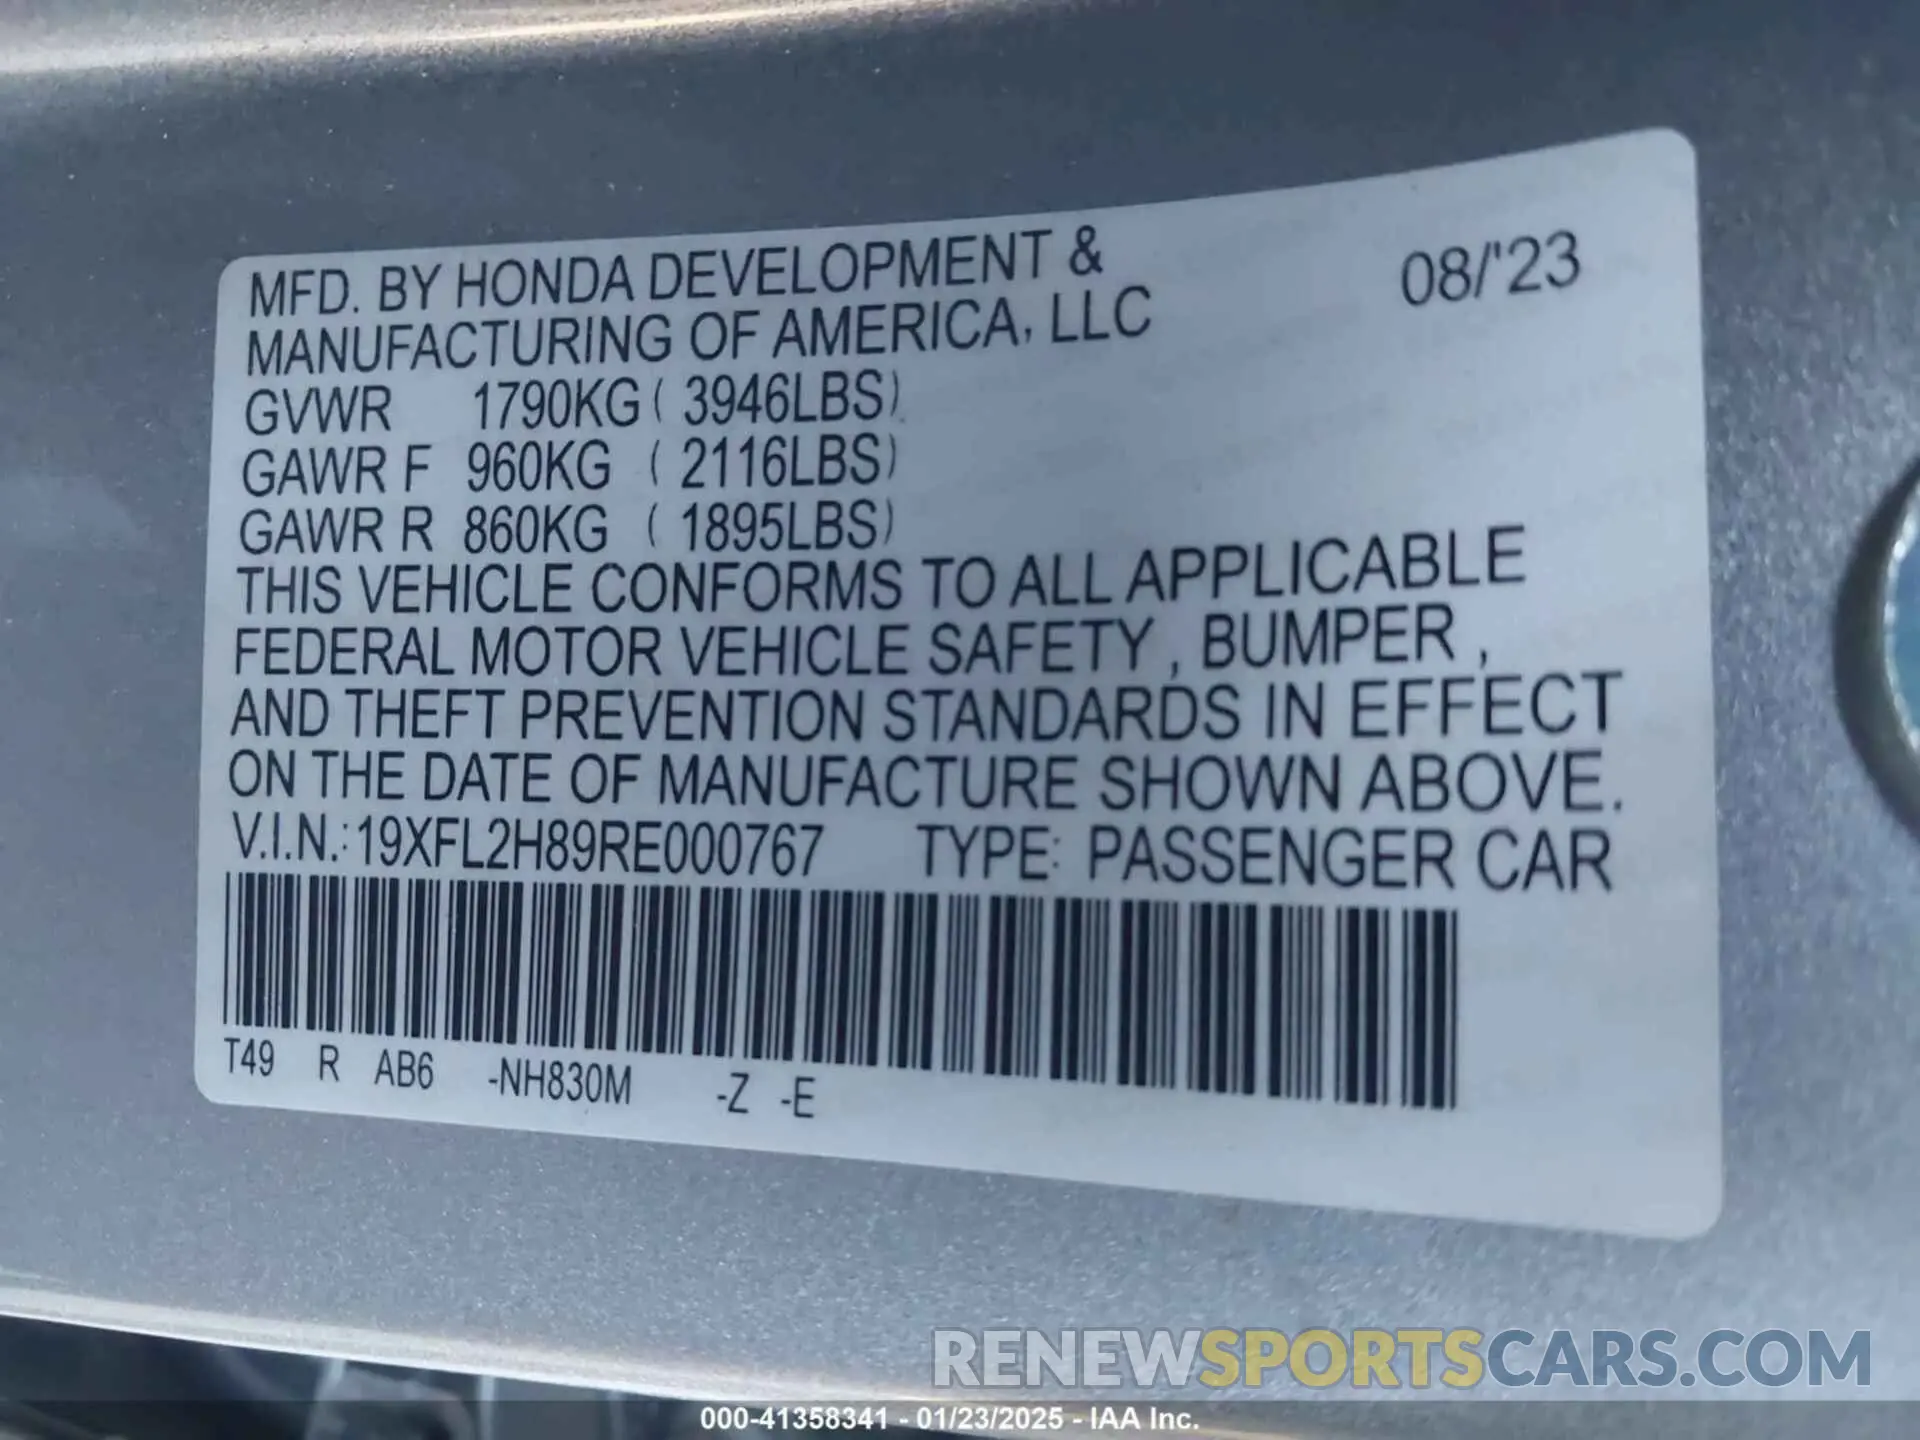 MFD. BY HONDA DEVELOPMENT & 08/'23
MANUFACTURING OF AMERICA, LLC
GVWR 1790KG ( 3946LBS)
GAWR F 960KG ( 2116LBS)
GAWR R 860KG ( 1895LBS)
THIS VEHICLE CONFORMS TO ALL APPLICABLE
FEDERAL MOTOR VEHICLE SAFETY , BUMPER ,
AND THEFT PREVENTION STANDARDS IN EFFECT
ON THE DATE OF MANUFACTURE SHOWN ABOVE.
V.I.N.: 19XFL2H89RE000767 TYPE: PASSENGER CAR
T49 R AB6 -NH830M -Z -E
RENEWSPORTSCARS.COM
000-41358341 - 01/23/2025 - IAA Inc.